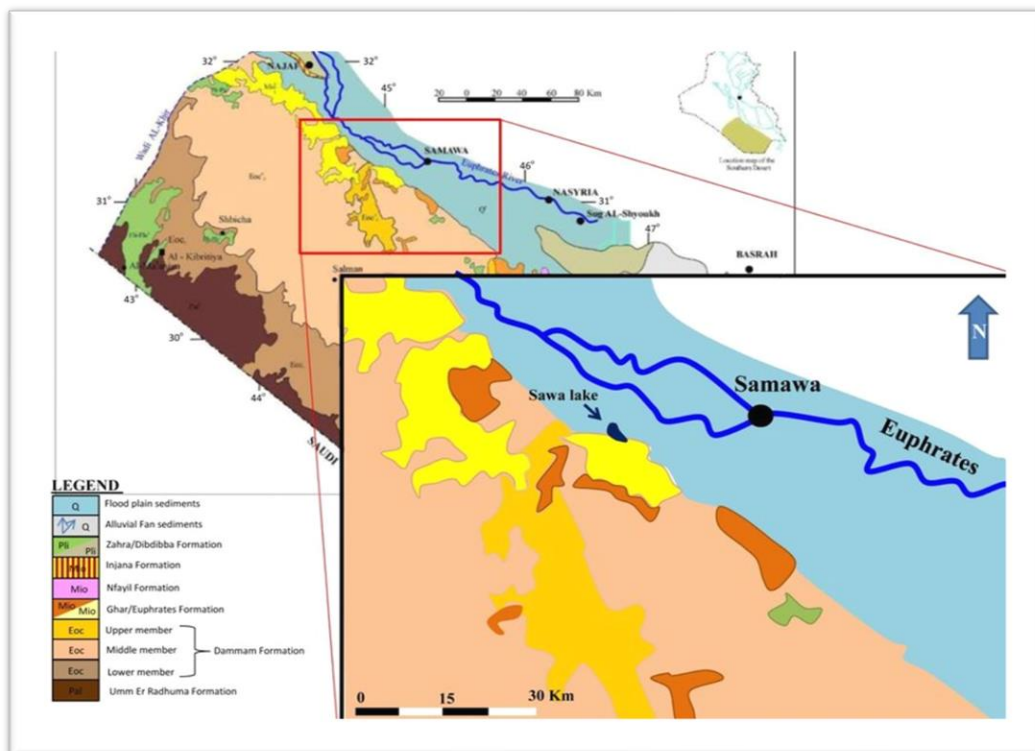 32°
32°
NAJAF
45°
20 0 20 40 60 80 Km
Wadi AL-Khir
Location map of the
Southern Desert
SAMAWA
Euphrates River
46°
NASYRIA
31°
31°
Sug AL-Shyoukh
47°
Shbicha
Eoc.
Al - Kibritiya
BASRAH
43°
Salman
30°
44°
SAUDI
N
Sawa lake
Samawa
Euphrates
0 15 30 Km
LEGEND
Q Flood plain sediments
Q Alluvial Fan sediments
Pli Pli Zahra/Dibdibba Formation
Mio Injana Formation
Mio Nfayil Formation
Mio Mio Ghar/Euphrates Formation
Eoc Upper member
Eoc Middle member Dammam Formation
Eoc Lower member
Pal Umm Er Radhuma Formation